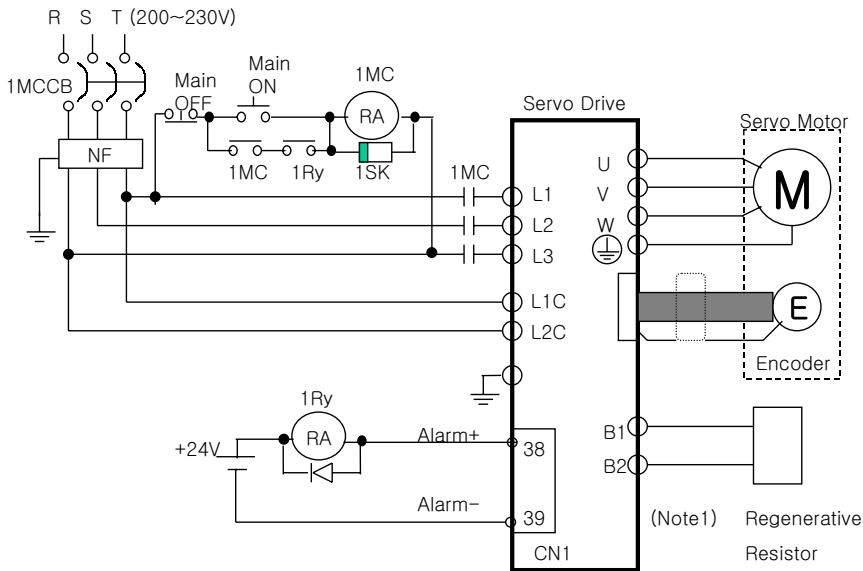 R S T (200~230V)
1MCCB
Main
OFF
Main
ON
1MC
RA
1MC 1Ry 1SK
NF
1MC
Servo Drive
Servo Motor
L1
L2
L3
L1C
L2C
U
V
W
M
E
Encoder
1Ry
RA
+24V
Alarm+
38
Alarm-
39
CN1
B1
B2
(Note1) Regenerative
Resistor